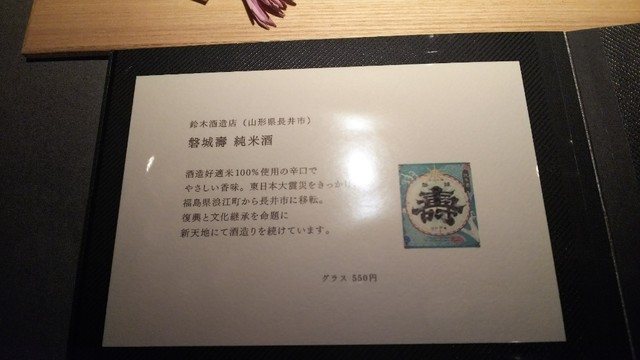 鈴木酒造店（山形県長井市）
磐城壽 純米酒
酒造好適米100%使用の辛口で
やさしい香味。東日本大震災をきっか
福島県浪江町から長井市に移転。
復興と文化継承を命題に
新天地にて酒造りを続けています。
壽
グラス 550円